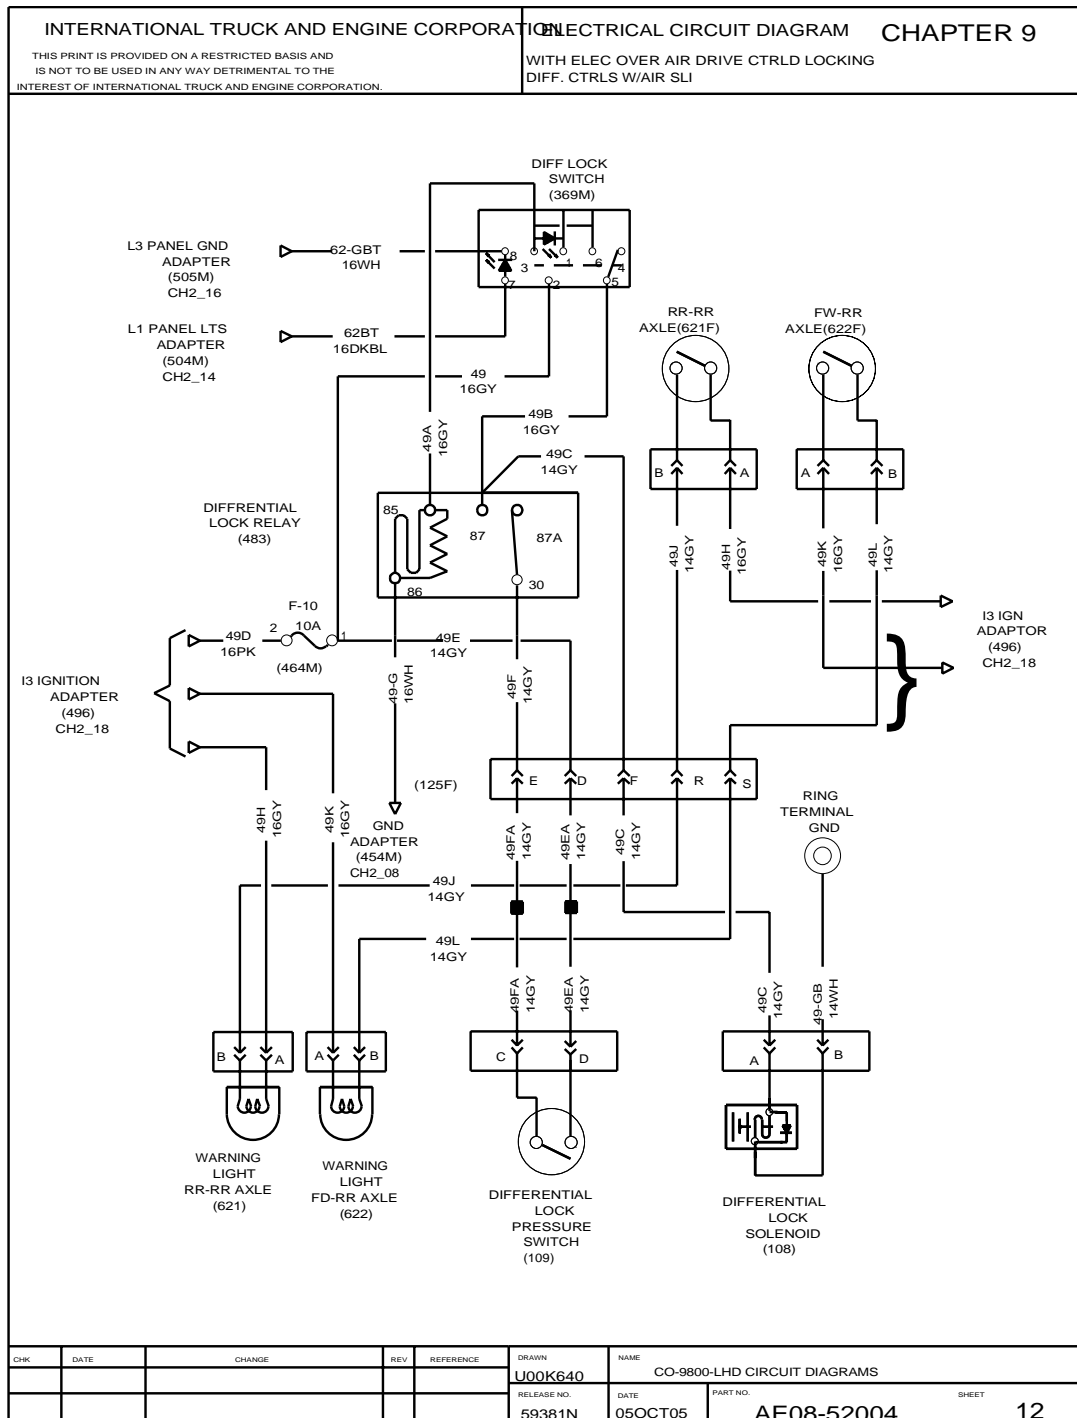 INTERNATIONAL TRUCK AND ENGINE CORPORATION
THIS PRINT IS PROVIDED ON A RESTRICTED BASIS AND
IS NOT TO BE USED IN ANY WAY DETRIMENTAL TO THE
INTEREST OF INTERNATIONAL TRUCK AND ENGINE CORPORATION.
ELECTRICAL CIRCUIT DIAGRAM
CHAPTER 9
WITH ELEC OVER AIR DRIVE CTRLD LOCKING
DIFF. CTRLS W/AIR SLI
DIFF LOCK
SWITCH
(369M)
L3 PANEL GND
ADAPTER
(505M)
CH2_16
62-GBT
16WH
8
3
1
6
4
7
2
5
L1 PANEL LTS
ADAPTER
(504M)
CH2_14
62BT
16DKBL
RR-RR
AXLE(621F)
FW-RR
AXLE(622F)
49
16GY
49A
16GY
49B
16GY
49C
14GY
B
A
A
B
DIFFRENTIAL
LOCK RELAY
(483)
85
87
87A
86
30
49J
14GY
49H
16GY
49K
16GY
49L
14GY
F-10
2
10A
1
(464M)
49D
16PK
49E
14GY
49-G
16WH
49F
14GY
I3 IGN
ADAPTOR
(496)
CH2_18
I3 IGNITION
ADAPTER
(496)
CH2_18
(125F)
E
D
F
R
S
49H
16GY
49K
16GY
GND
ADAPTER
(454M)
CH2_08
49FA
14GY
49EA
14GY
49C
14GY
RING
TERMINAL
GND
49J
14GY
49L
14GY
49FA
14GY
49EA
14GY
49C
14GY
49-GB
14WH
B
A
A
B
C
D
A
B
WARNING
LIGHT
RR-RR AXLE
(621)
WARNING
LIGHT
FD-RR AXLE
(622)
DIFFERENTIAL
LOCK
PRESSURE
SWITCH
(109)
DIFFERENTIAL
LOCK
SOLENOID
(108)
CHK
DATE
CHANGE
REV
REFERENCE
DRAWN
U00K640
NAME
CO-9800-LHD CIRCUIT DIAGRAMS
RELEASE NO.
59381N
DATE
05OCT05
PART NO.
AE08-52004
SHEET
12